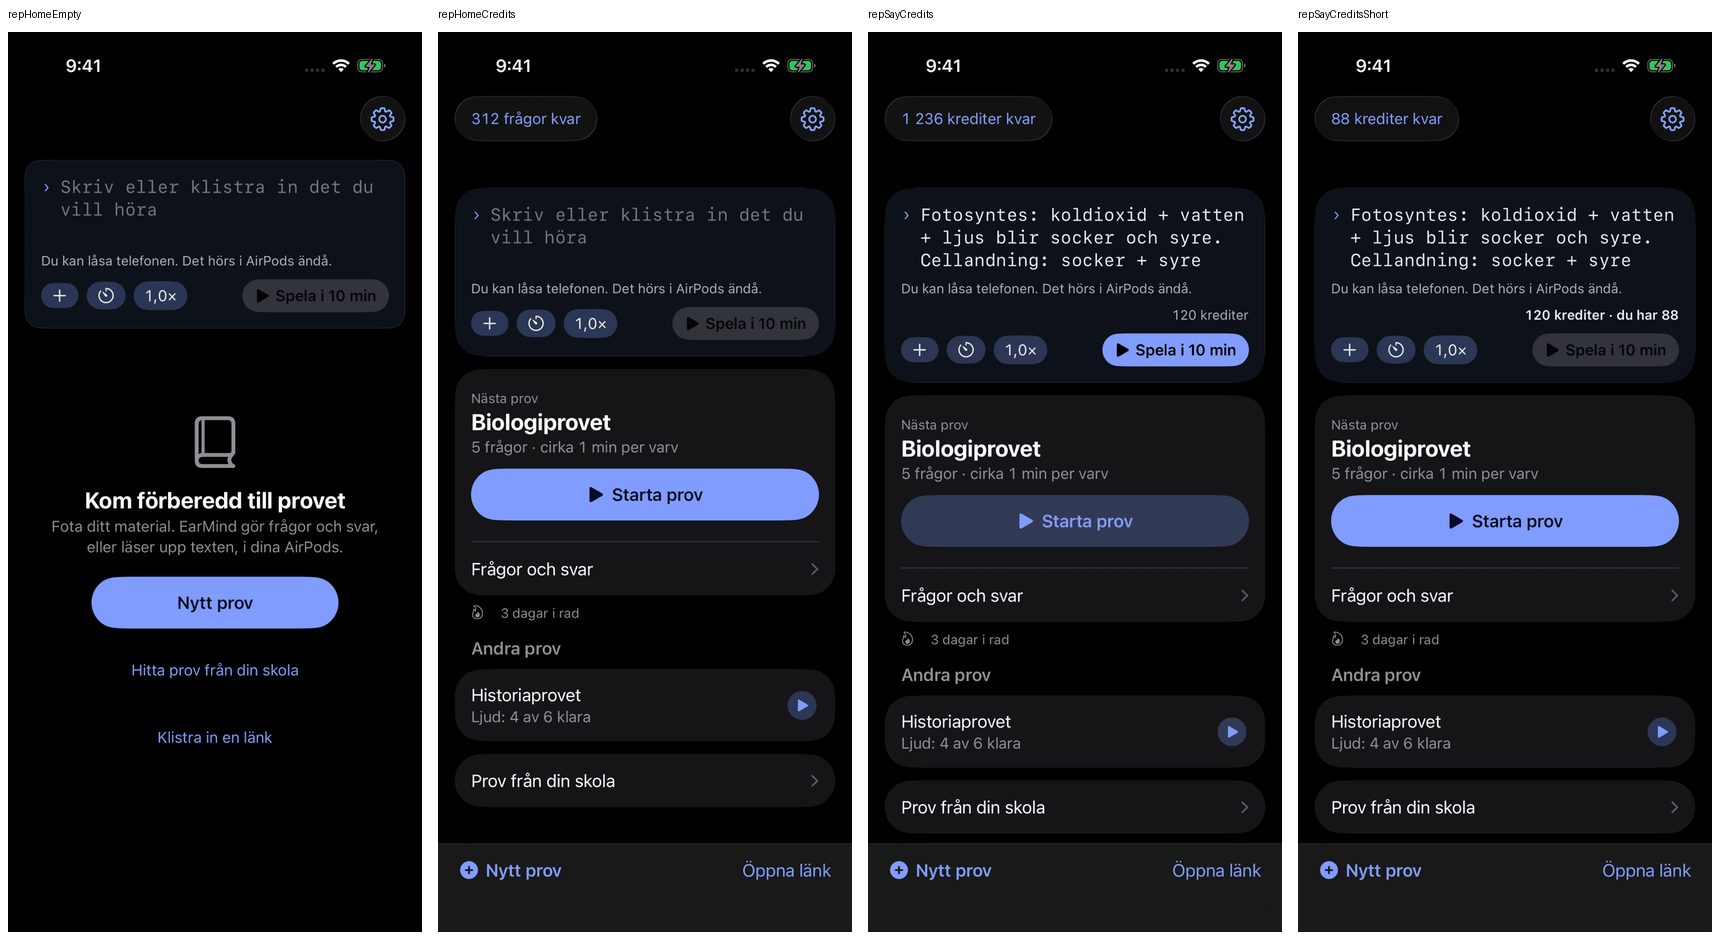 repHomeEmpty
9:41
› Skriv eller klistra in det du
vill höra
Du kan låsa telefonen. Det hörs i AirPods ändå.
1,0×
Spela i 10 min
Kom förberedd till provet
Fota ditt material. EarMind gör frågor och svar,
eller läser upp texten, i dina AirPods.
Nytt prov
Hitta prov från din skola
Klistra in en länk
repHomeCredits
9:41
312 frågor kvar
› Skriv eller klistra in det du
vill höra
Du kan låsa telefonen. Det hörs i AirPods ändå.
1,0×
Spela i 10 min
Nästa prov
Biologiprovet
5 frågor · cirka 1 min per varv
Starta prov
Frågor och svar
3 dagar i rad
Andra prov
Historiaprovet
Ljud: 4 av 6 klara
Prov från din skola
Nytt prov
Öppna länk
repSayCredits
9:41
1 236 krediter kvar
› Fotosyntes: koldioxid + vatten
+ ljus blir socker och syre.
Cellandning: socker + syre
Du kan låsa telefonen. Det hörs i AirPods ändå.
120 krediter
1,0×
Spela i 10 min
Nästa prov
Biologiprovet
5 frågor · cirka 1 min per varv
Starta prov
Frågor och svar
3 dagar i rad
Andra prov
Historiaprovet
Ljud: 4 av 6 klara
Prov från din skola
Nytt prov
Öppna länk
repSayCreditsShort
9:41
88 krediter kvar
› Fotosyntes: koldioxid + vatten
+ ljus blir socker och syre.
Cellandning: socker + syre
Du kan låsa telefonen. Det hörs i AirPods ändå.
120 krediter · du har 88
1,0×
Spela i 10 min
Nästa prov
Biologiprovet
5 frågor · cirka 1 min per varv
Starta prov
Frågor och svar
3 dagar i rad
Andra prov
Historiaprovet
Ljud: 4 av 6 klara
Prov från din skola
Nytt prov
Öppna länk